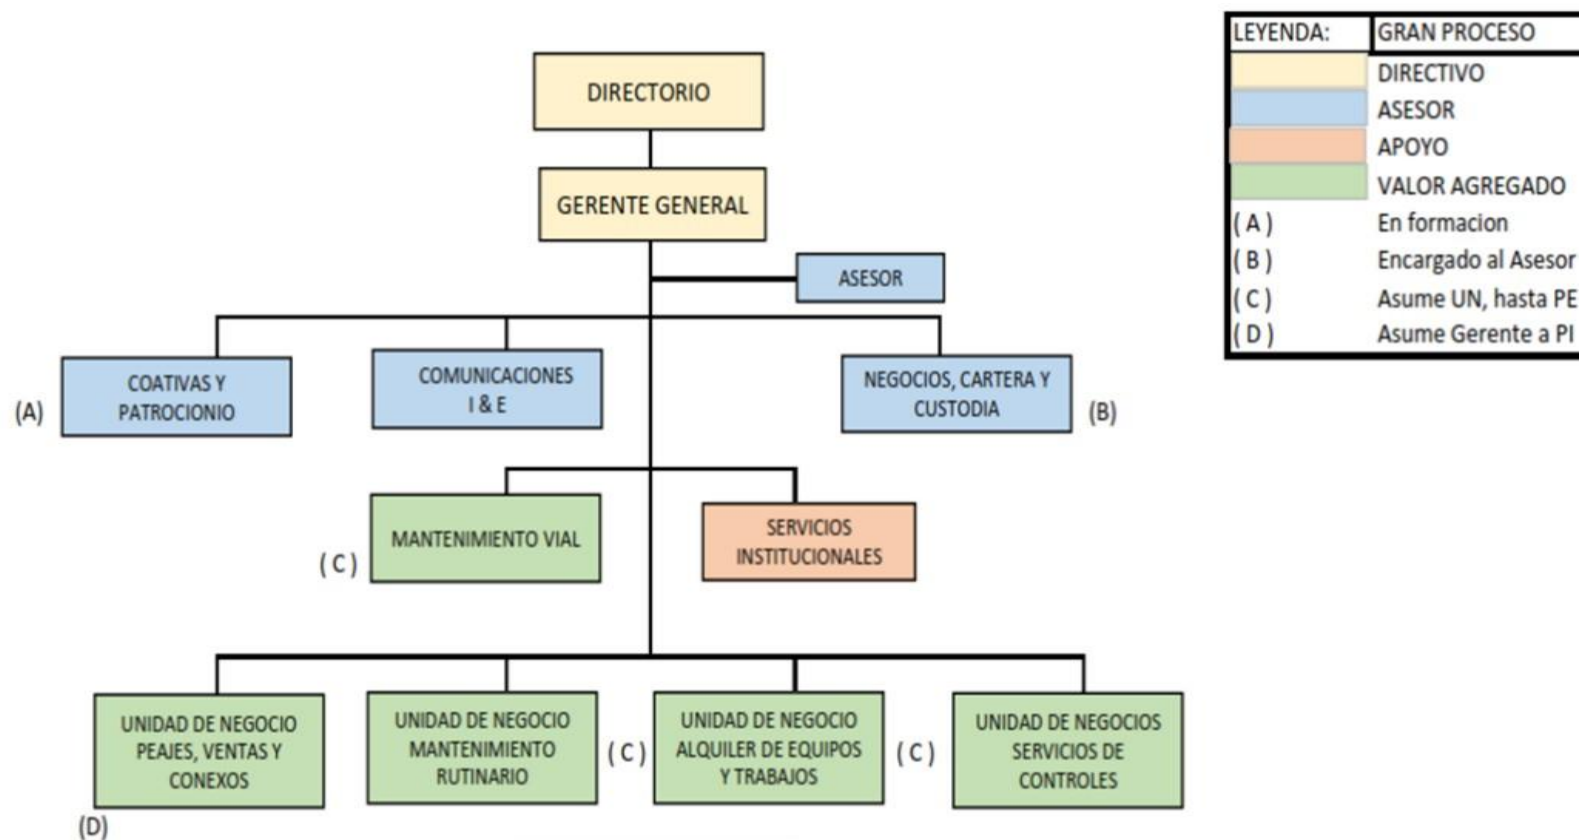 DIRECTORIO
GERENTE GENERAL
ASESOR
COATIVAS Y
PATROCIONIO
(A)
COMUNICACIONES
I & E
NEGOCIOS, CARTERA Y
CUSTODIA
(B)
MANTENIMIENTO VIAL
( C )
SERVICIOS
INSTITUCIONALES
UNIDAD DE NEGOCIO
PEAJES, VENTAS Y
CONEXOS
(D)
UNIDAD DE NEGOCIO
MANTENIMIENTO
RUTINARIO
( C )
UNIDAD DE NEGOCIO
ALQUILER DE EQUIPOS
Y TRABAJOS
( C )
UNIDAD DE NEGOCIOS
SERVICIOS DE
CONTROLES
LEYENDA: GRAN PROCESO
DIRECTIVO
ASESOR
APOYO
VALOR AGREGADO
( A ) En formacion
( B ) Encargado al Asesor
( C ) Asume UN, hasta PE
( D ) Asume Gerente a PI